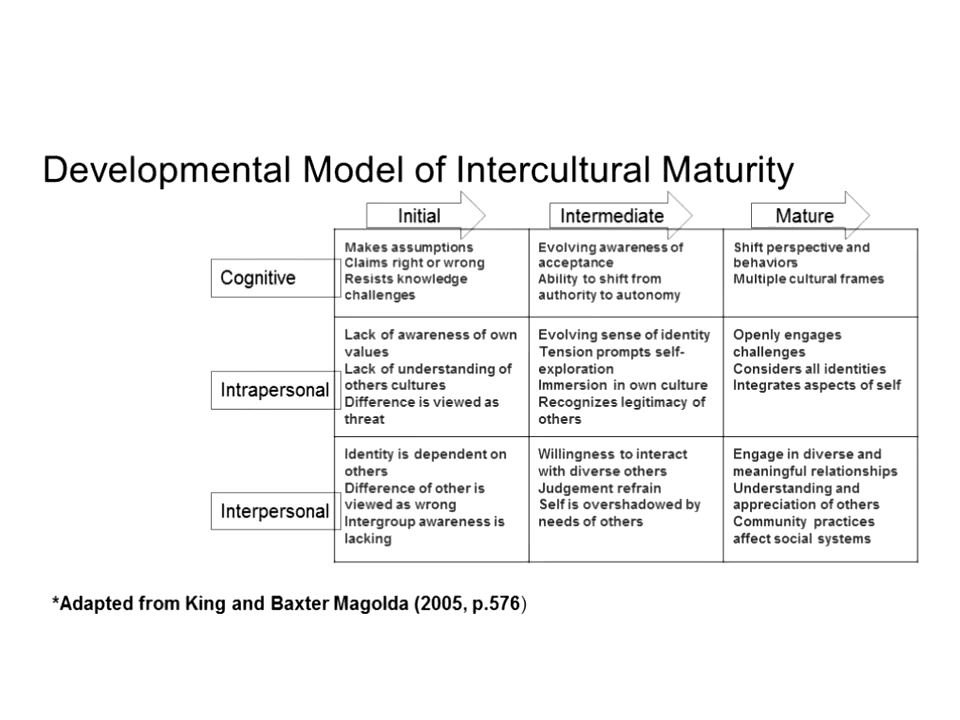 Developmental Model of Intercultural Maturity
Initial
Intermediate
Mature
Cognitive
Makes assumptions
Claims right or wrong
Resists knowledge
challenges
Evolving awareness of
acceptance
Ability to shift from
authority to autonomy
Shift perspective and
behaviors
Multiple cultural frames
Intrapersonal
Lack of awareness of own
values
Lack of understanding of
others cultures
Difference is viewed as
threat
Evolving sense of identity
Tension prompts self-
exploration
Immersion in own culture
Recognizes legitimacy of
others
Openly engages
challenges
Considers all identities
Integrates aspects of self
Interpersonal
Identity is dependent on
others
Difference of other is
viewed as wrong
Intergroup awareness is
lacking
Willingness to interact
with diverse others
Judgement refrain
Self is overshadowed by
needs of others
Engage in diverse and
meaningful relationships
Understanding and
appreciation of others
Community practices
affect social systems
*Adapted from King and Baxter Magolda (2005, p.576)